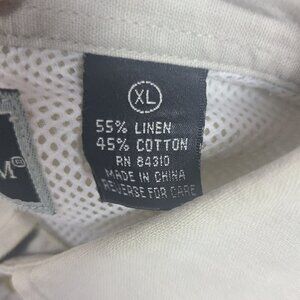 XL
55% LINEN
45% COTTON
RN 84310
MADE IN CHINA
REVERSE FOR CARE
M®